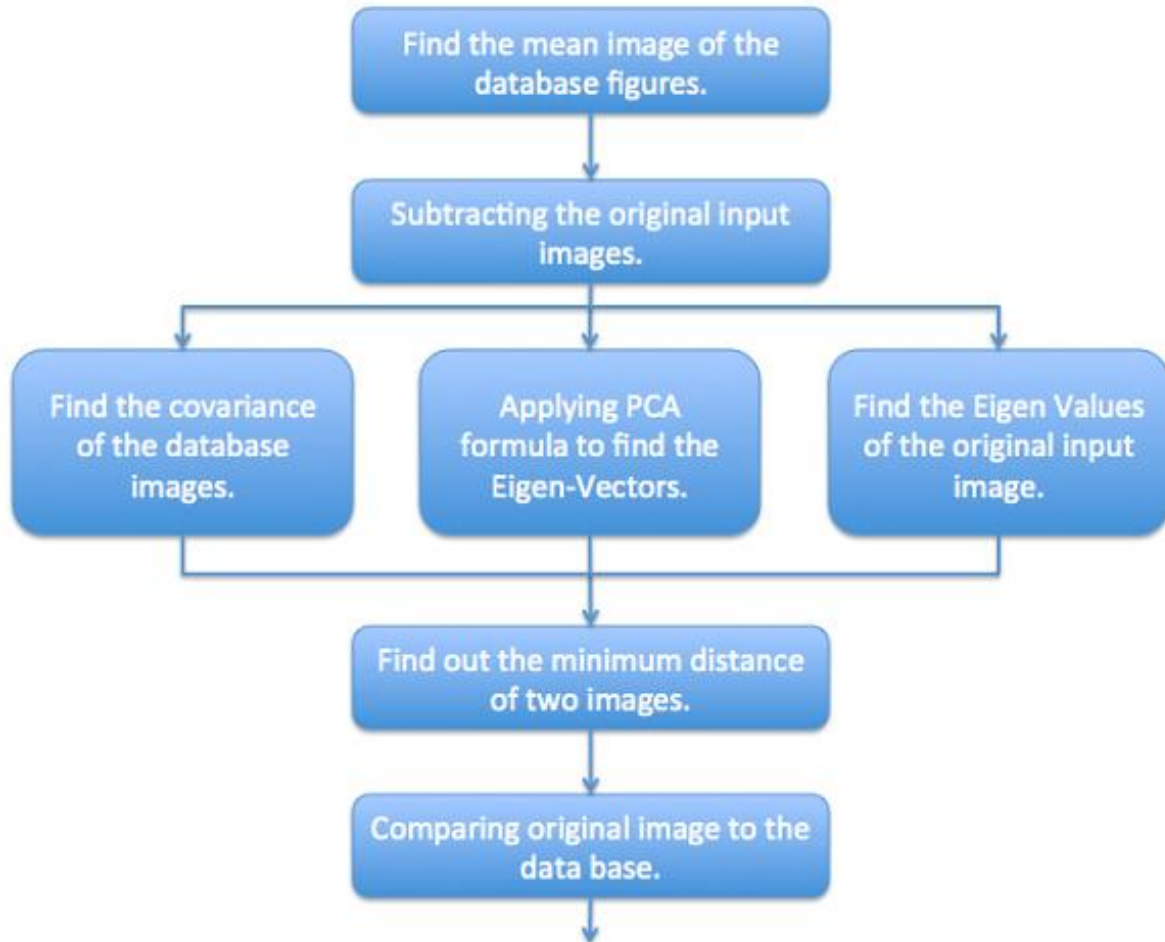 Find the mean image of the
database figures.
Subtracting the original input
images.
Find the covariance
of the database
images.
Applying PCA
formula to find the
Eigen-Vectors.
Find the Eigen Values
of the original input
image.
Find out the minimum distance
of two images.
Comparing original image to the
data base.